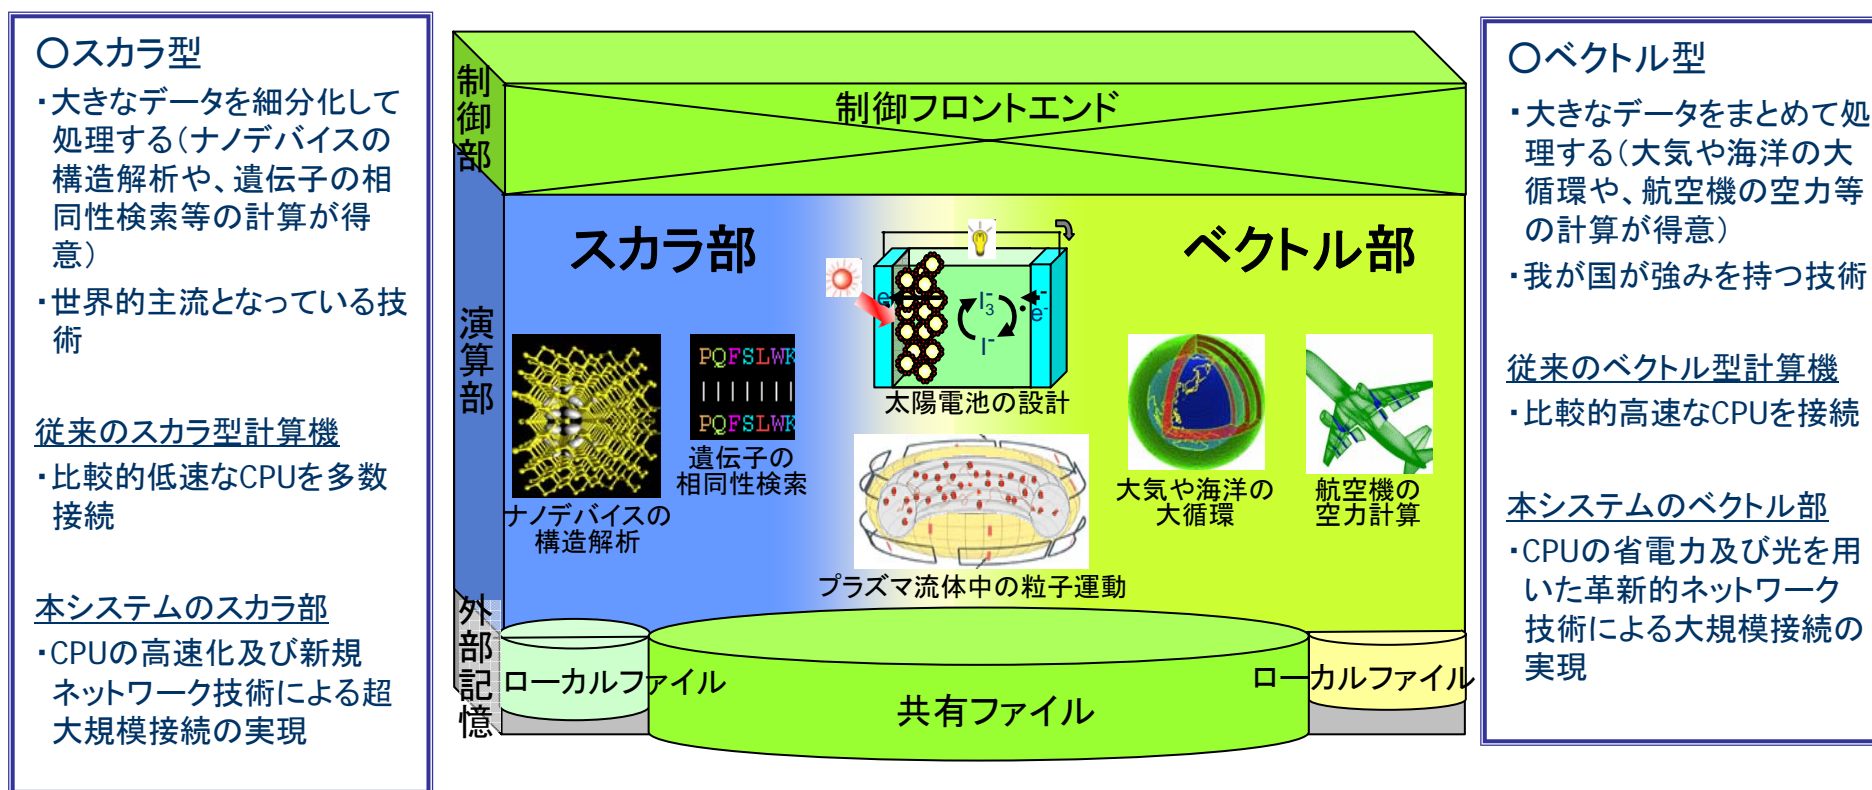 〇スカラ型
・大きなデータを細分化して
処理する(ナノデバイスの
構造解析や、遺伝子の相
同性検索等の計算が得
意)
・世界的主流となっている技
術
従来のスカラ型計算機
・比較的低速なCPUを多数
接続
本システムのスカラ部
・CPUの高速化及び新規
ネットワーク技術による超
大規模接続の実現
制御部
制御フロントエンド
演算部
スカラ部
ベクトル部
PQFSLWK
PQFSLWK
ナノデバイスの
構造解析
遺伝子の
相同性検索
e-
I3-
I-
I-
e-
太陽電池の設計
プラズマ流体中の粒子運動
大気や海洋の
大循環
航空機の
空力計算
外部記憶
ローカルファイル
共有ファイル
ローカルファイル
〇ベクトル型
・大きなデータをまとめて処
理する(大気や海洋の大
循環や、航空機の空力等
の計算が得意)
・我が国が強みを持つ技術
従来のベクトル型計算機
・比較的高速なCPUを接続
本システムのベクトル部
・CPUの省電力及び光を用
いた革新的ネットワーク
技術による大規模接続の
実現